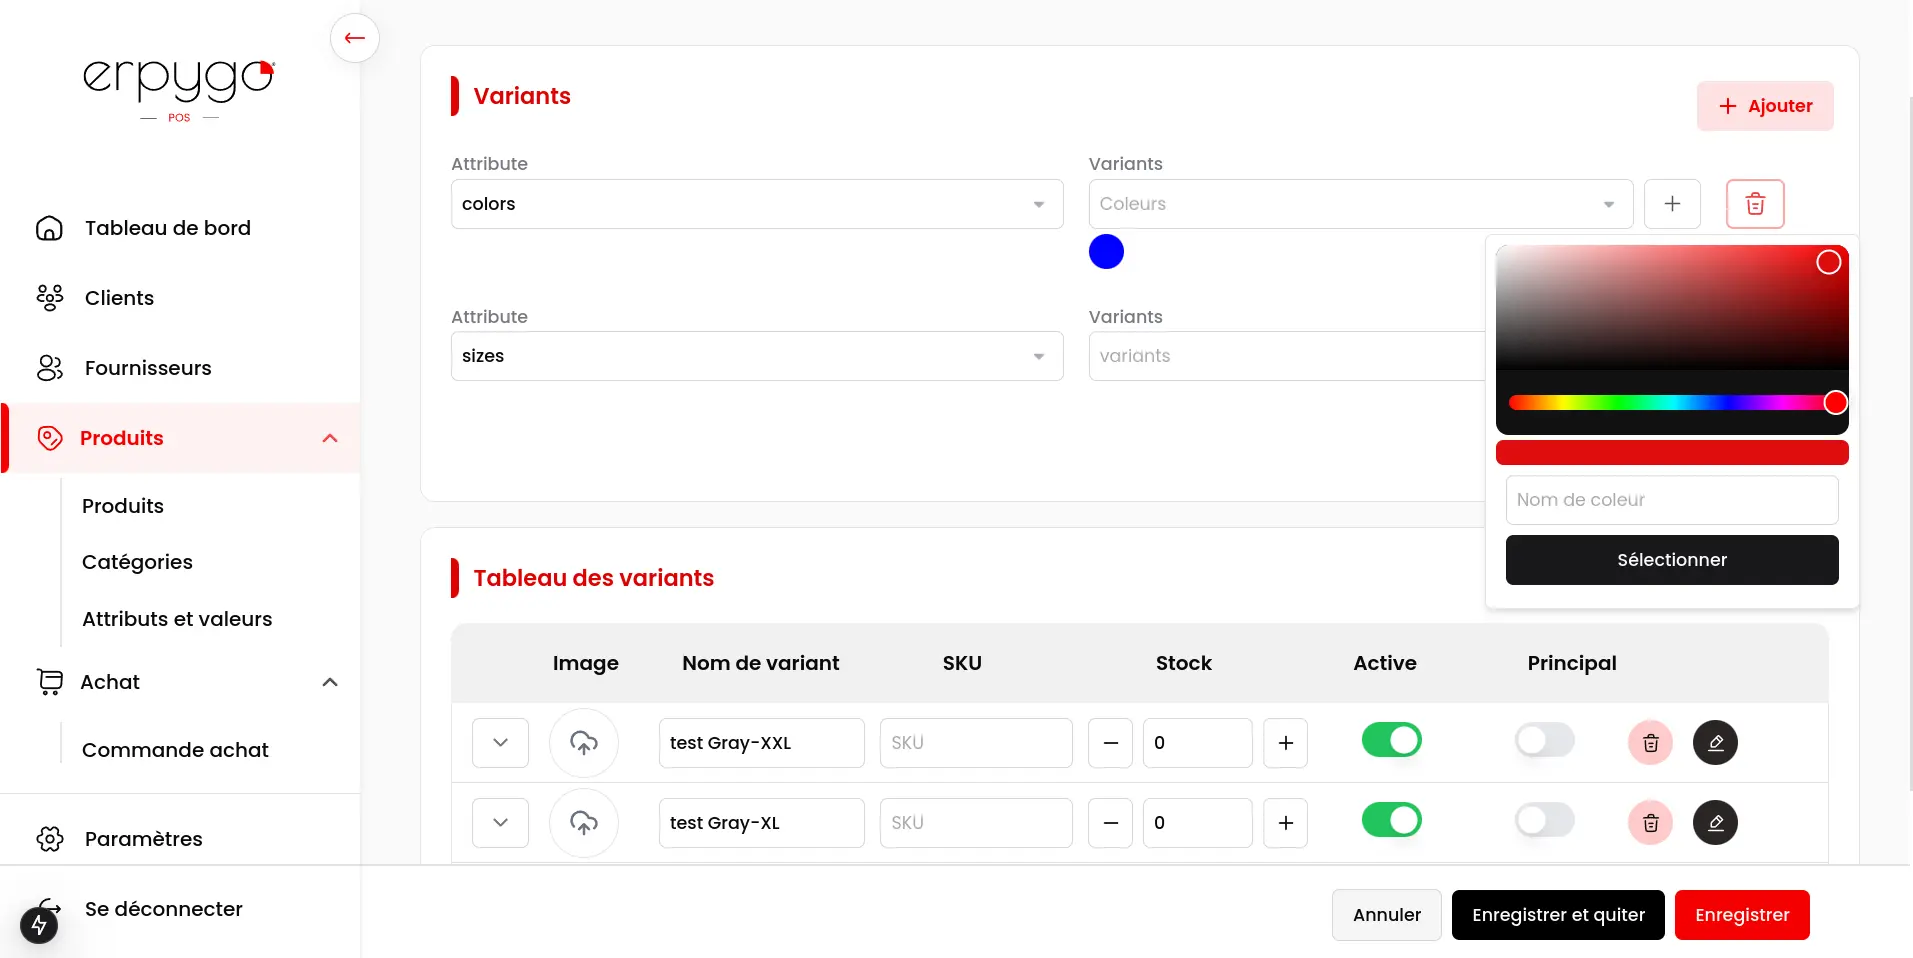 erpygo
POS
Tableau de bord
Clients
Fournisseurs
Produits
Produits
Catégories
Attributs et valeurs
Achat
Commande achat
Paramètres
Se déconnecter
Variants
Ajouter
Attribute
Variants
colors
Coleurs
Attribute
Variants
sizes
variants
Nom de coleur
Sélectionner
Tableau des variants
Image Nom de variant SKU Stock Active Principal
test Gray-XXL SKU 0
test Gray-XL SKU 0
Annuler
Enregistrer et quiter
Enregistrer